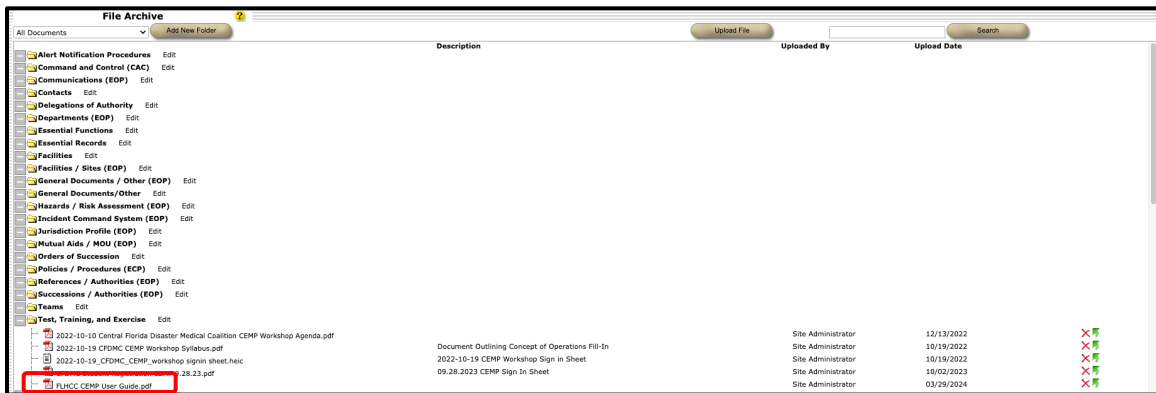 File Archive ?
All Documents Add New Folder Upload File Search
Description Uploaded By Upload Date
Alert Notification Procedures Edit
Command and Control (CAC) Edit
Communications (EOP) Edit
Contacts Edit
Delegations of Authority Edit
Departments (EOP) Edit
Essential Functions Edit
Essential Records Edit
Facilities Edit
Facilities / Sites (EOP) Edit
General Documents / Other (EOP) Edit
General Documents/Other Edit
Hazards / Risk Assessment (EOP) Edit
Incident Command System (EOP) Edit
Jurisdiction Profile (EOP) Edit
Mutual Aids / MOU (EOP) Edit
Orders of Succession Edit
Policies / Procedures (ECP) Edit
References / Authorities (EOP) Edit
Successions / Authorities (EOP) Edit
Teams Edit
Test, Training, and Exercise Edit
2022-10-10 Central Florida Disaster Medical Coalition CEMP Workshop Agenda.pdf Site Administrator 12/13/2022
2022-10-19 CFDMC CEMP Workshop Syllabus.pdf Document Outlining Concept of Operations Fill-In Site Administrator 10/19/2022
2022-10-19_CFDMC_CEMP_workshop signin sheet.heic 2022-10-19 CEMP Workshop Sign in Sheet Site Administrator 10/19/2022
9.28.23.pdf 09.28.2023 CEMP Sign In Sheet Site Administrator 10/02/2023
FLHCC CEMP User Guide.pdf Site Administrator 03/29/2024